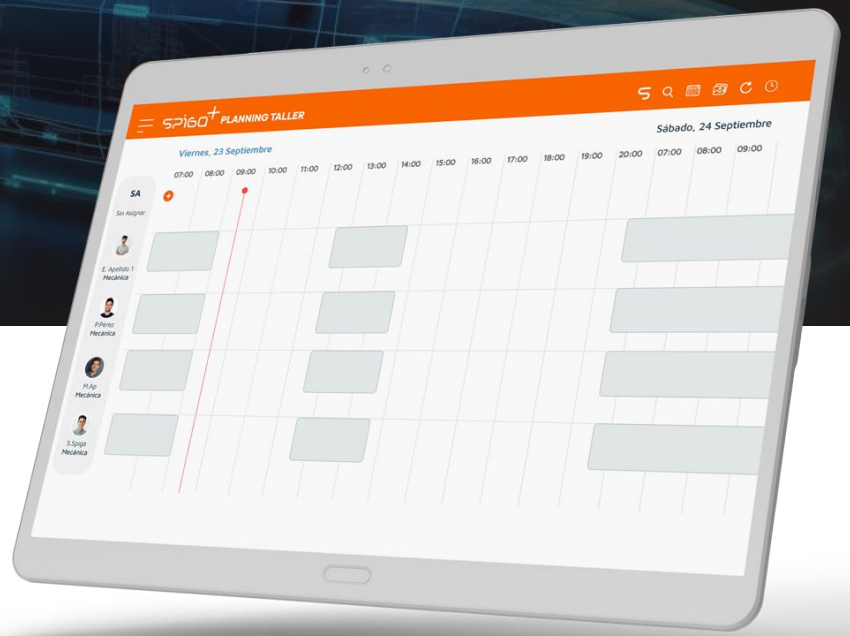 spiga+ PLANNING TALLER
Viernes, 23 Septiembre
Sábado, 24 Septiembre
07:00 08:00 09:00 10:00 11:00 12:00 13:00 14:00 15:00 16:00 17:00 18:00 19:00 20:00 07:00 08:00 09:00
SA
Sin Asignar
E. Apellido 1
Mecánica
P.Pérez
Mecánica
M.Ap
Mecánica
S.Spiga
Mecánica